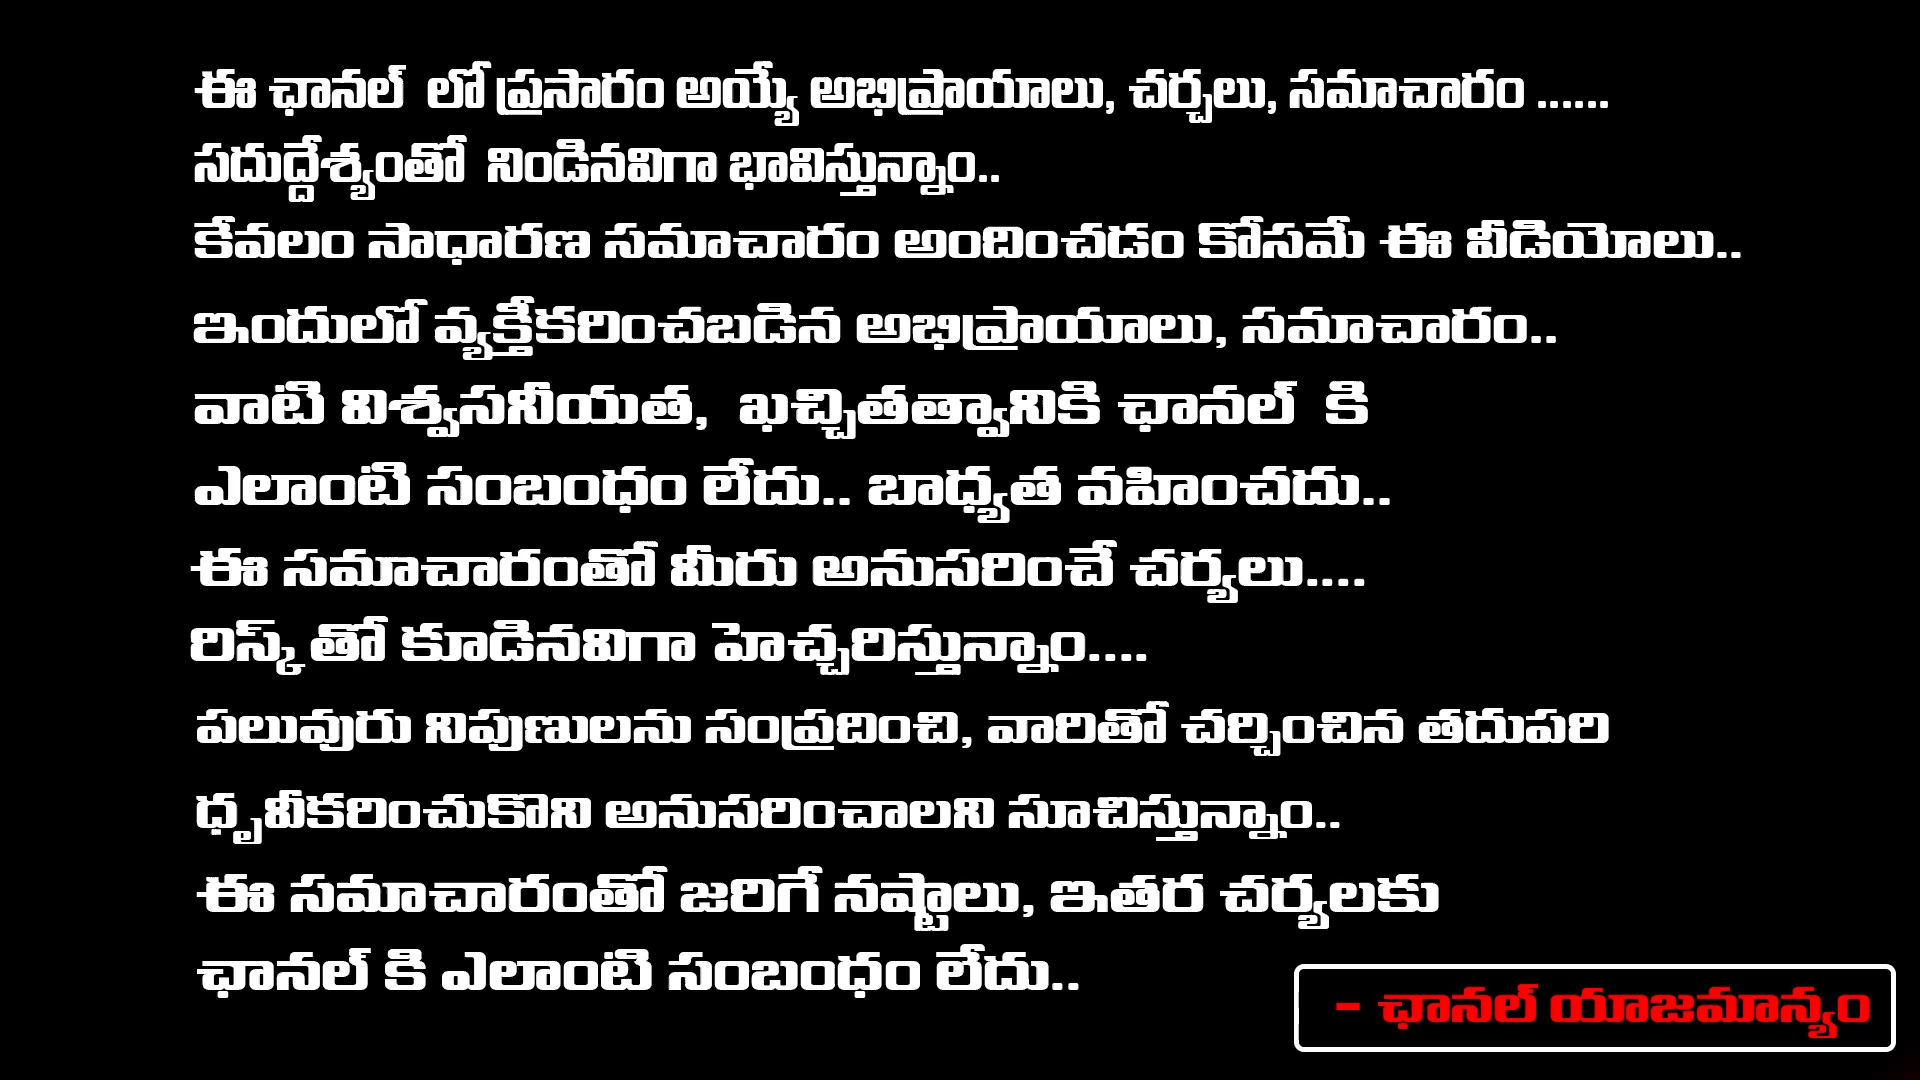 ఈ ఛానల్ లో ప్రసారం అయ్యే అభిప్రాయాలు, చర్చలు, సమాచారం ......
సదుద్దేశ్యంతో నిండినవిగా భావిస్తున్నాం..
కేవలం సాధారణ సమాచారం అందించడం కోసమే ఈ వీడియోలు..
ఇందులో వ్యక్తీకరించబడిన అభిప్రాయాలు, సమాచారం..
వాటి విశ్వసనీయత, ఖచ్చితత్వానికి ఛానల్ కి
ఎలాంటి సంబంధం లేదు.. బాధ్యత వహించదు..
ఈ సమాచారంతో మీరు అనుసరించే చర్యలు....
రిస్క్ తో కూడినవిగా హెచ్చరిస్తున్నాం....
పలువురు నిపుణులను సంప్రదించి, వారితో చర్చించిన తదుపరి
ధృవీకరించుకొని అనుసరించాలని సూచిస్తున్నాం..
ఈ సమాచారంతో జరిగే నష్టాలు, ఇతర చర్యలకు
ఛానల్ కి ఎలాంటి సంబంధం లేదు..
- ఛానల్ యాజమాన్యం